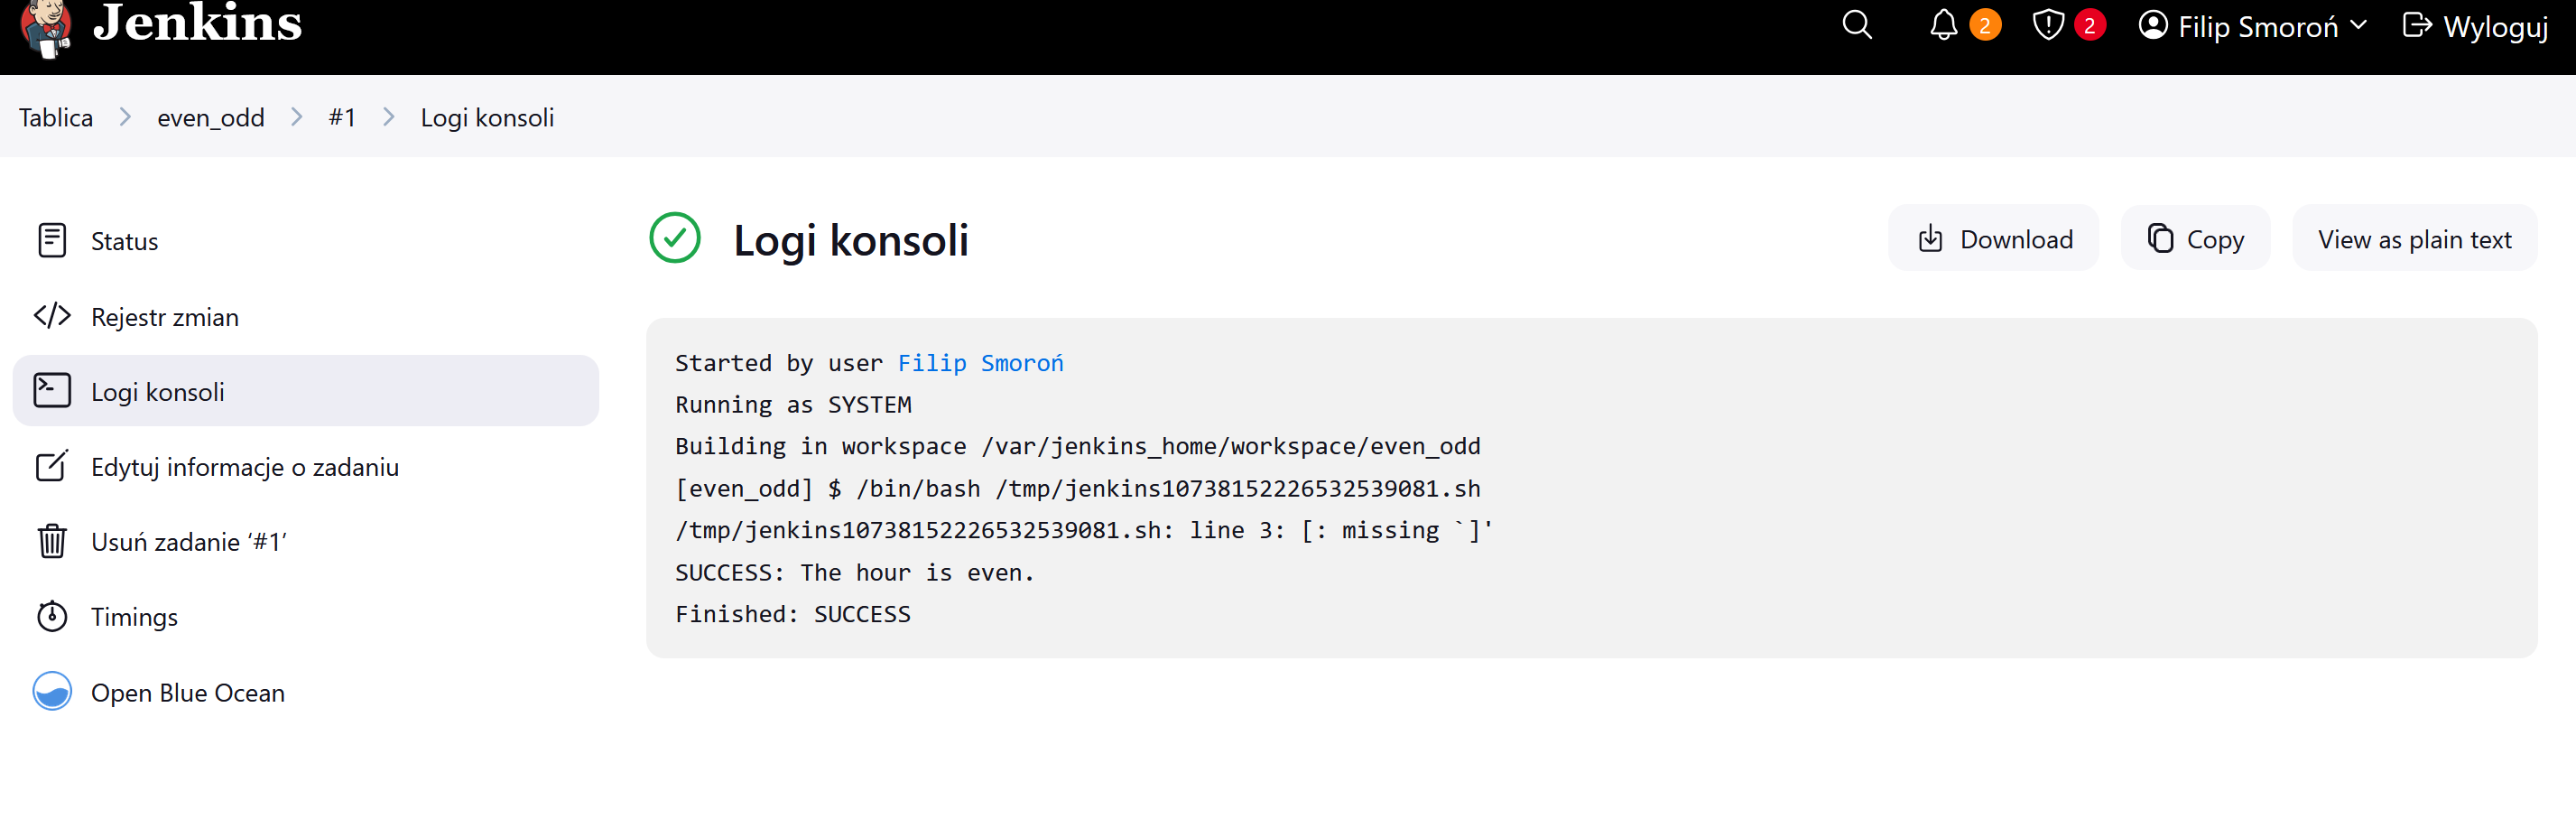 Jenkins
2
2
Filip Smoroń
Wyloguj
Tablica
even_odd
#1
Logi konsoli
Status
Rejestr zmian
Logi konsoli
Edytuj informacje o zadaniu
Usuń zadanie ‘#1’
Timings
Open Blue Ocean
Logi konsoli
Download
Copy
View as plain text
Started by user Filip Smoroń
Running as SYSTEM
Building in workspace /var/jenkins_home/workspace/even_odd
[even_odd] $ /bin/bash /tmp/jenkins10738152226532539081.sh
/tmp/jenkins10738152226532539081.sh: line 3: [: missing `]'
SUCCESS: The hour is even.
Finished: SUCCESS